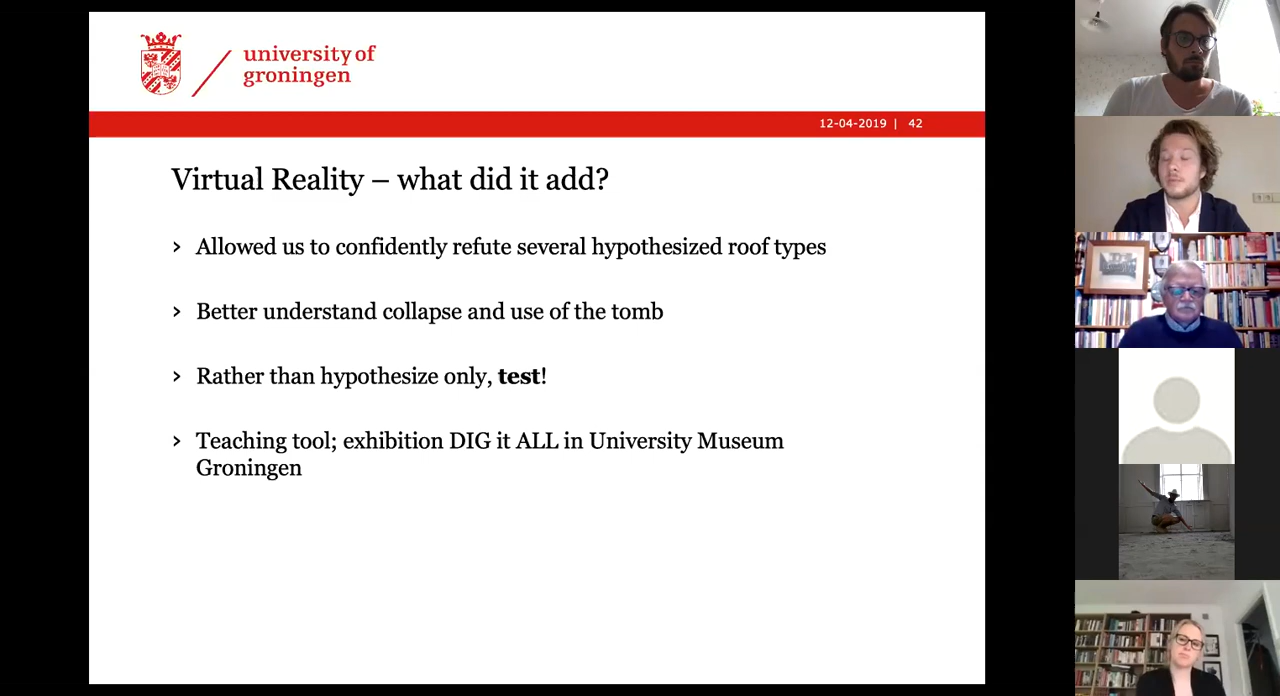 university of
groningen
12-04-2019 | 42
Virtual Reality – what did it add?
› Allowed us to confidently refute several hypothesized roof types
› Better understand collapse and use of the tomb
› Rather than hypothesize only, test!
› Teaching tool; exhibition DIG it ALL in University Museum
Groningen